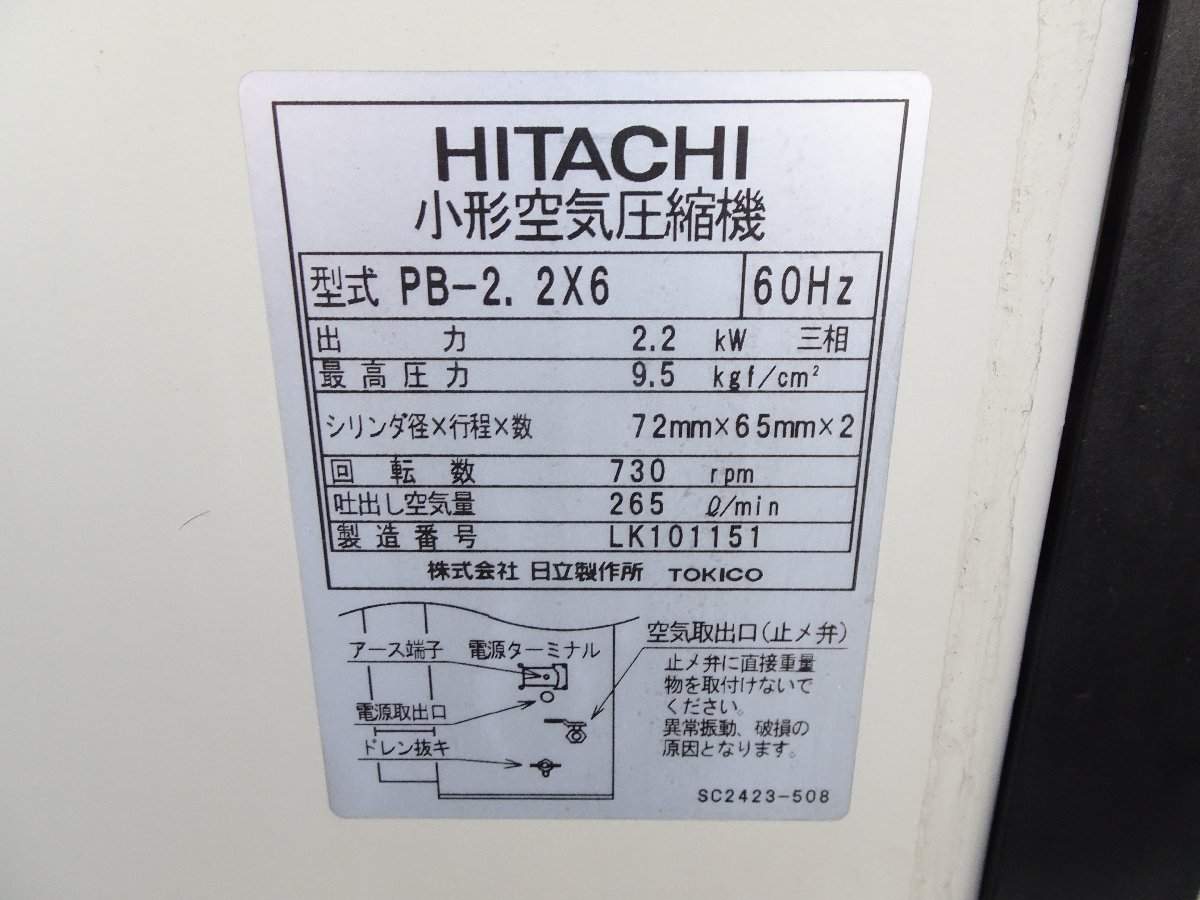 HITACHI
小形空気圧縮機
型式 PB-2.2X6 60Hz
出力 2.2 kW 三相
最高圧力 9.5 kgf/cm²
シリンダ径×行程×数 72mm×65mm×2
回転数 730 rpm
吐出し空気量 265 ℓ/min
製造番号 LK101151
株式会社 日立製作所 TOKICO
アース端子 電源ターミナル
電源取出口
ドレン抜キ
空気取出口(止メ弁)
止メ弁に直接重量
物を取付けないで
ください。
異常振動、破損の
原因となります。
SC2423-508